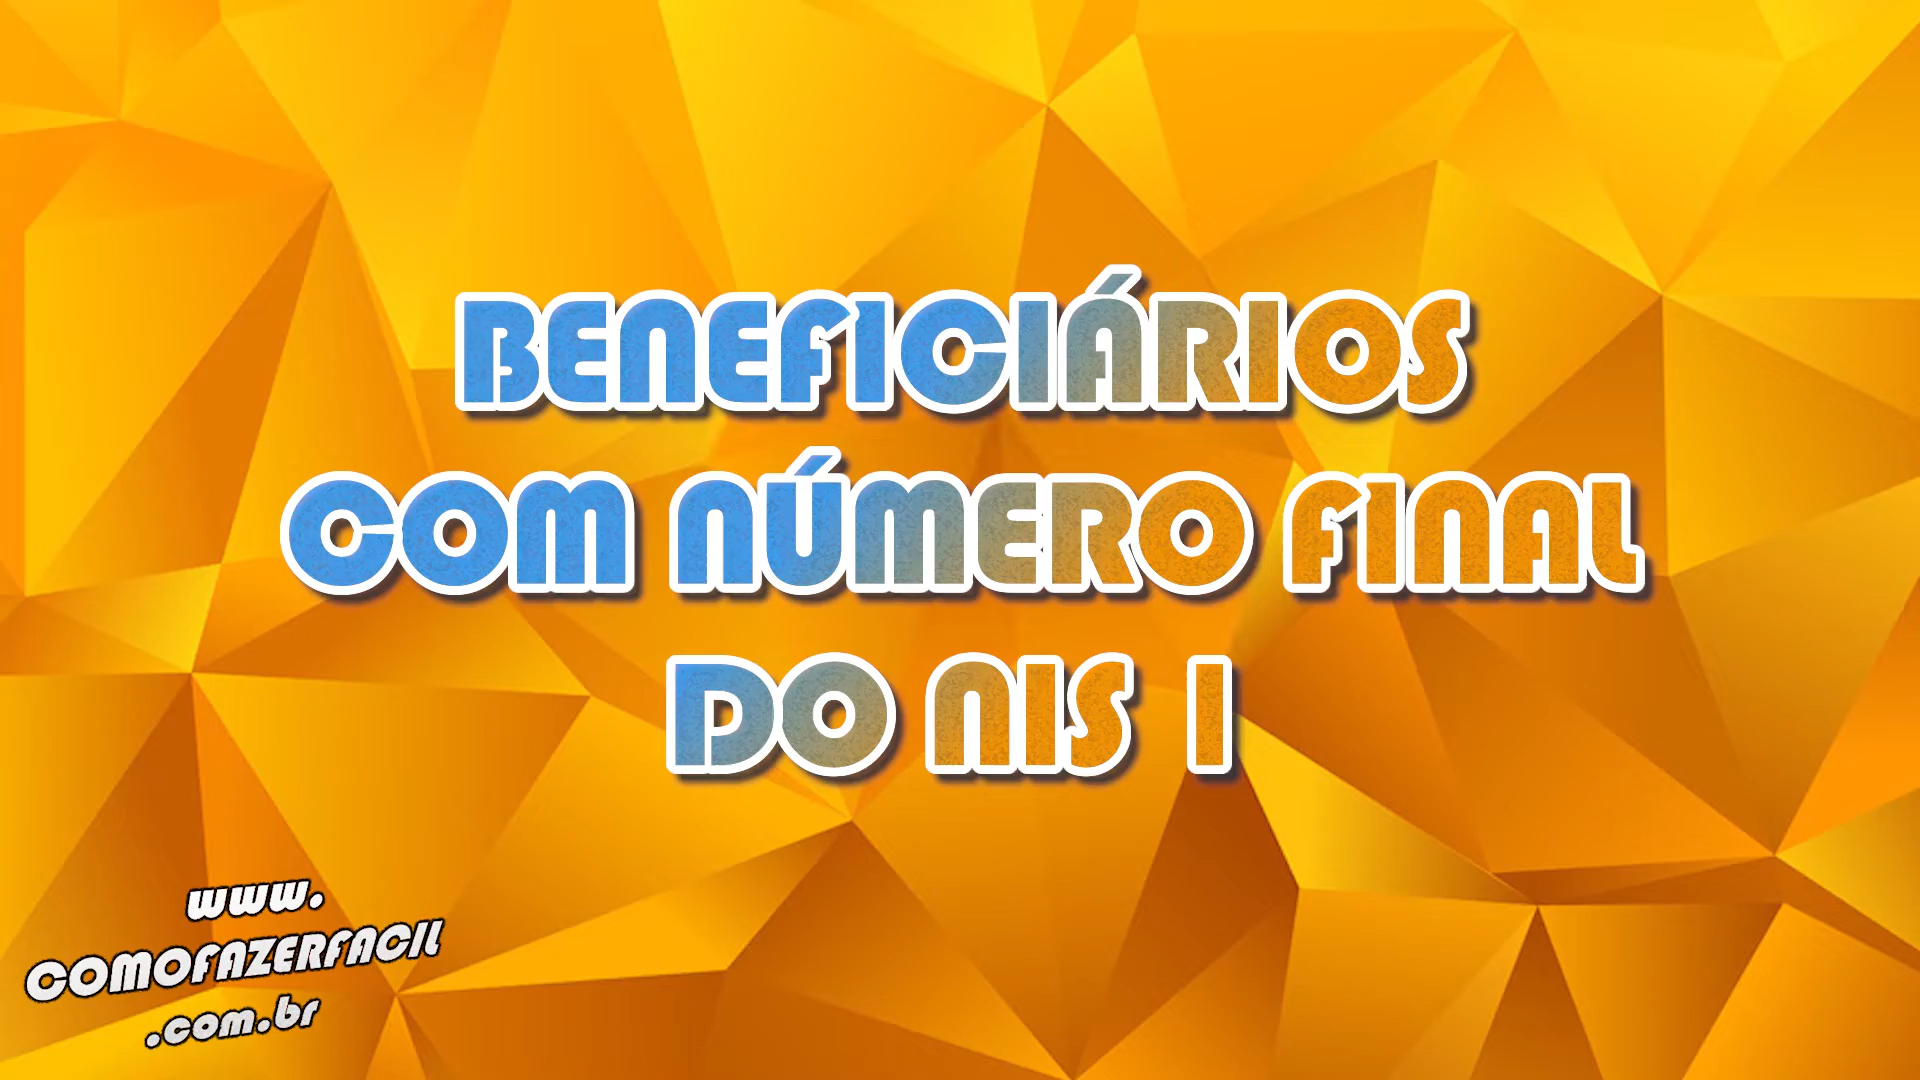 BENEFICIÁRIOS
COM NÚMERO FINAL
DO NIS 1
www.
COMOFAZERFACIL
.com.br